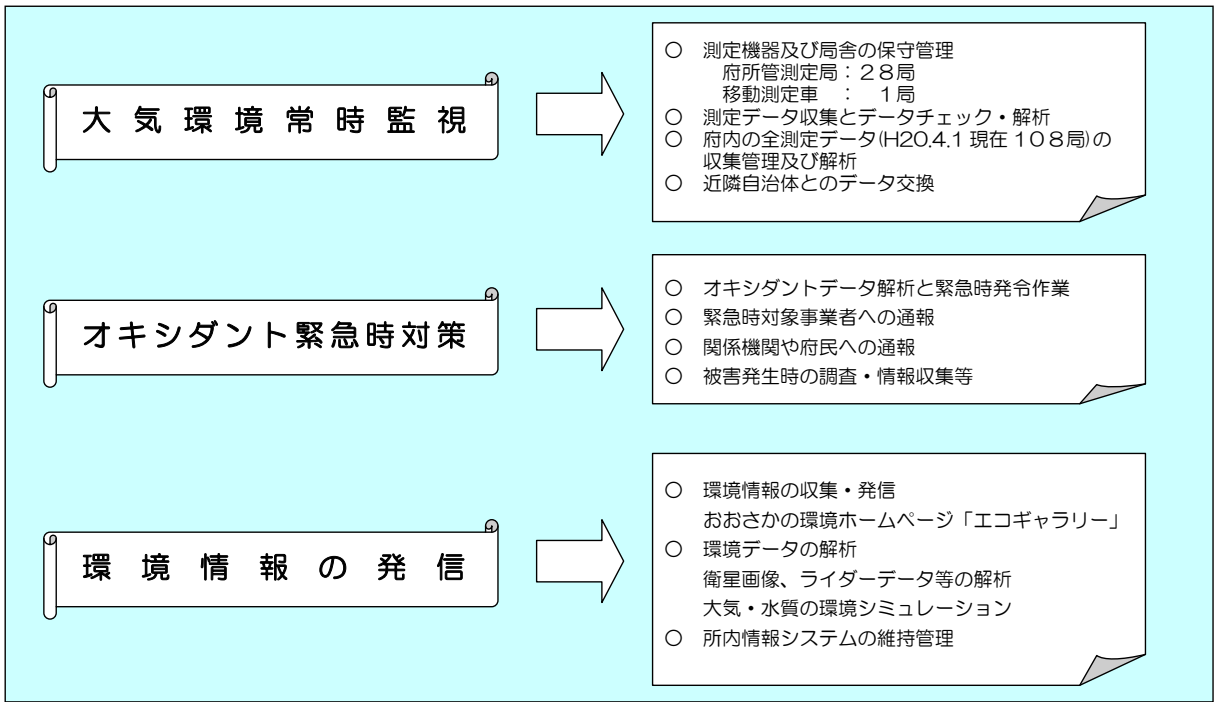 大気環境常時監視
○ 測定機器及び局舎の保守管理
府所管測定局：２８局
移動測定車　：　１局
○ 測定データ収集とデータチェック・解析
○ 府内の全測定データ(H20.4.1 現在１０８局)の
収集管理及び解析
○ 近隣自治体とのデータ交換
オキシダント緊急時対策
○ オキシダントデータ解析と緊急時発令作業
○ 緊急時対象事業者への通報
○ 関係機関や府民への通報
○ 被害発生時の調査・情報収集等
環境情報の発信
○ 環境情報の収集・発信
おおさかの環境ホームページ「エコギャラリー」
○ 環境データの解析
衛星画像、ライダーデータ等の解析
大気・水質の環境シミュレーション
○ 所内情報システムの維持管理